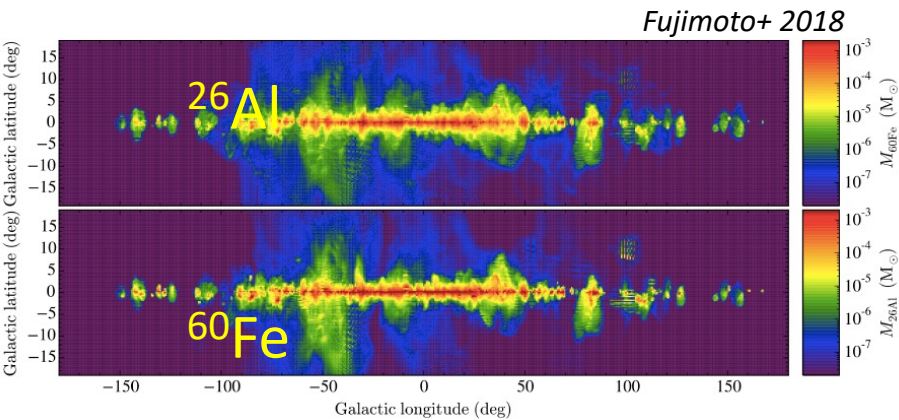 Fujimoto+ 2018
Galactic latitude (deg)
15
10
5
0
−5
−10
−15
²⁶Al
10⁻³
10⁻⁴
10⁻⁵
10⁻⁶
10⁻⁷
M₆₀Fe (M⊙)
Galactic latitude (deg)
15
10
5
0
−5
−10
−15
⁶⁰Fe
10⁻³
10⁻⁴
10⁻⁵
10⁻⁶
10⁻⁷
M₂₆Al (M⊙)
−150 −100 −50 0 50 100 150
Galactic longitude (deg)